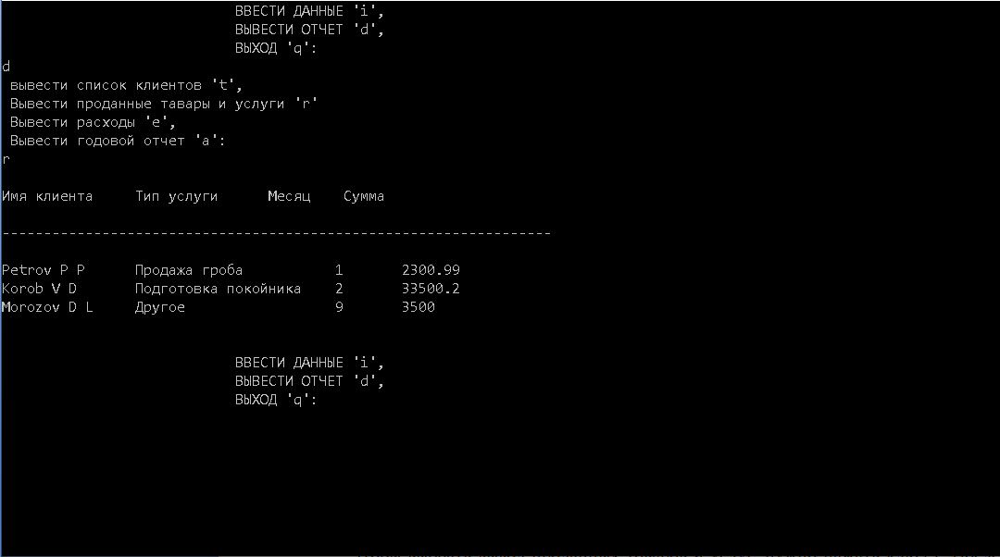 ВВЕСТИ ДАННЫЕ 'i',
ВЫВЕСТИ ОТЧЕТ 'd',
ВЫХОД 'q':
d
вывести список клиентов 't',
Вывести проданные тавары и услуги 'r'
Вывести расходы 'e',
Вывести годовой отчет 'a':
r
Имя клиента Тип услуги Месяц Сумма
------------------------------------------------------------------
Petrov P P Продажа гроба 1 2300.99
Korob V D Подготовка покойника 2 33500.2
Morozov D L Другое 9 3500
ВВЕСТИ ДАННЫЕ 'i',
ВЫВЕСТИ ОТЧЕТ 'd',
ВЫХОД 'q':